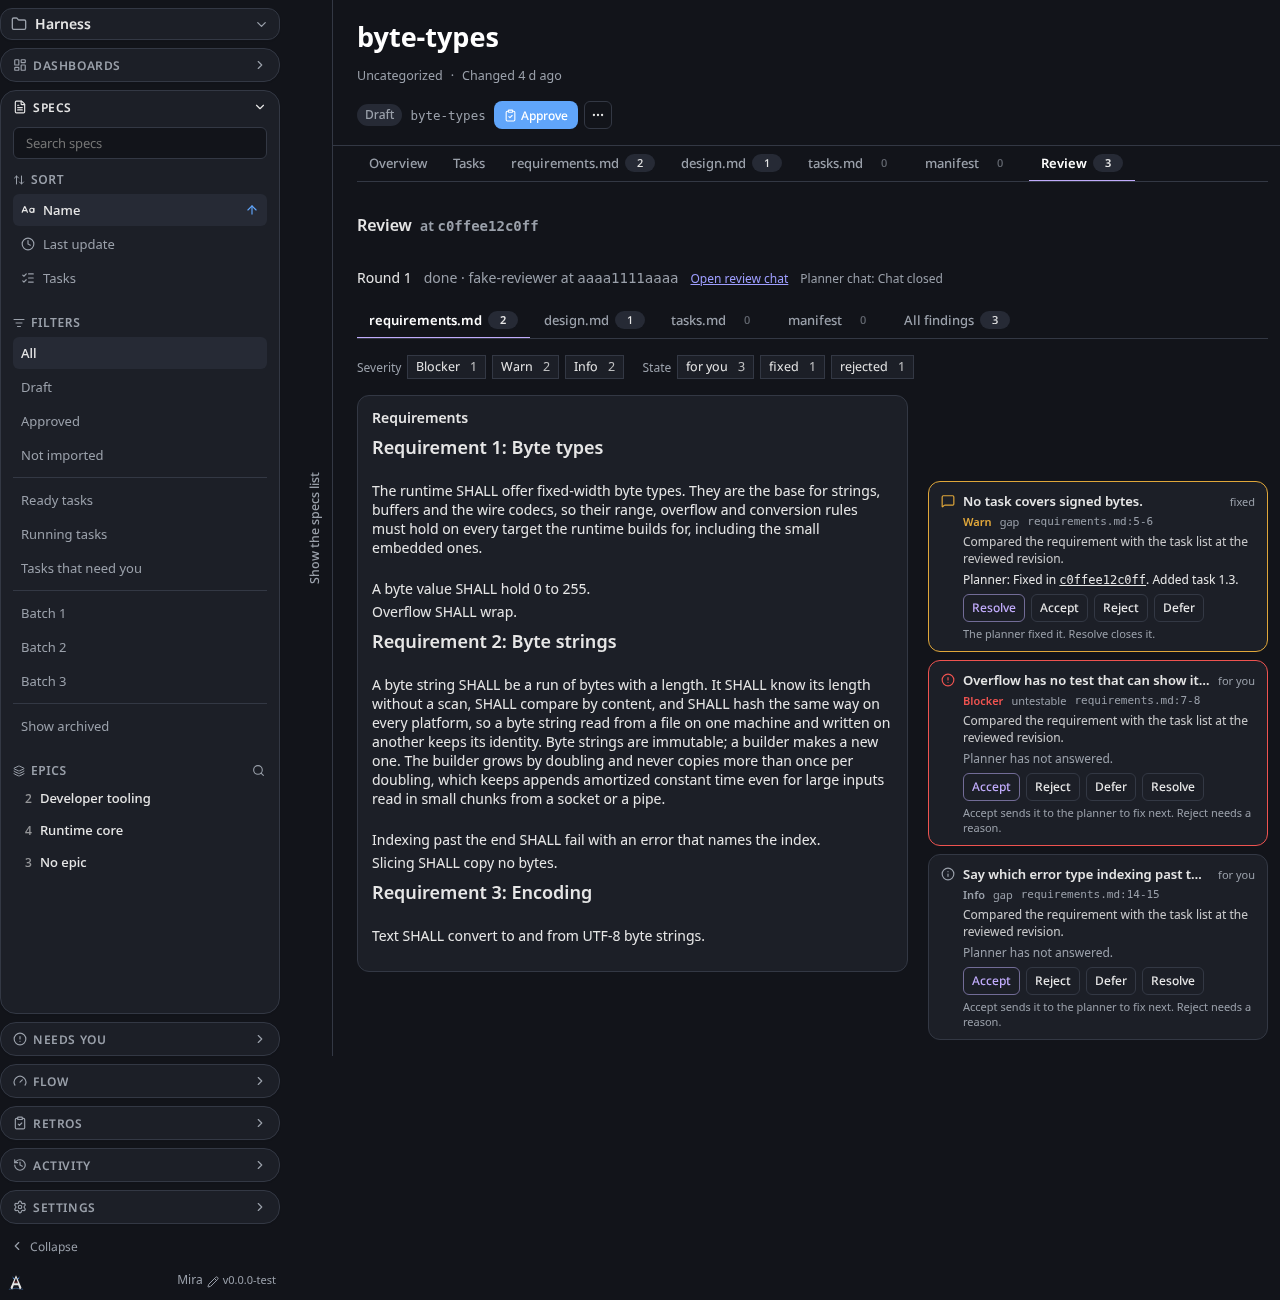 Harness
DASHBOARDS
SPECS
Search specs
SORT
Aa Name
Last update
Tasks
FILTERS
All
Draft
Approved
Not imported
Ready tasks
Running tasks
Tasks that need you
Batch 1
Batch 2
Batch 3
Show archived
EPICS
2 Developer tooling
4 Runtime core
3 No epic
NEEDS YOU
FLOW
RETROS
ACTIVITY
SETTINGS
Collapse
A
Mira v0.0.0-test
Show the specs list
byte-types
Uncategorized · Changed 4 d ago
Draft byte-types Approve ...
Overview Tasks requirements.md 2 design.md 1 tasks.md 0 manifest 0 Review 3
Review at c0ffee12c0ff
Round 1 done · fake-reviewer at aaaa1111aaaa Open review chat Planner chat: Chat closed
requirements.md 2 design.md 1 tasks.md 0 manifest 0 All findings 3
Severity Blocker 1 Warn 2 Info 2 State for you 3 fixed 1 rejected 1
Requirements
Requirement 1: Byte types
The runtime SHALL offer fixed-width byte types. They are the base for strings,
buffers and the wire codecs, so their range, overflow and conversion rules
must hold on every target the runtime builds for, including the small
embedded ones.
A byte value SHALL hold 0 to 255.
Overflow SHALL wrap.
Requirement 2: Byte strings
A byte string SHALL be a run of bytes with a length. It SHALL know its length
without a scan, SHALL compare by content, and SHALL hash the same way on
every platform, so a byte string read from a file on one machine and written on
another keeps its identity. Byte strings are immutable; a builder makes a new
one. The builder grows by doubling and never copies more than once per
doubling, which keeps appends amortized constant time even for large inputs
read in small chunks from a socket or a pipe.
Indexing past the end SHALL fail with an error that names the index.
Slicing SHALL copy no bytes.
Requirement 3: Encoding
Text SHALL convert to and from UTF-8 byte strings.
No task covers signed bytes. fixed
Warn gap requirements.md:5-6
Compared the requirement with the task list at the
reviewed revision.
Planner: Fixed in c0ffee12c0ff. Added task 1.3.
Resolve Accept Reject Defer
The planner fixed it. Resolve closes it.
Overflow has no test that can show it... for you
Blocker untestable requirements.md:7-8
Compared the requirement with the task list at the
reviewed revision.
Planner has not answered.
Accept Reject Defer Resolve
Accept sends it to the planner to fix next. Reject needs a
reason.
Say which error type indexing past t... for you
Info gap requirements.md:14-15
Compared the requirement with the task list at the
reviewed revision.
Planner has not answered.
Accept Reject Defer Resolve
Accept sends it to the planner to fix next. Reject needs a
reason.